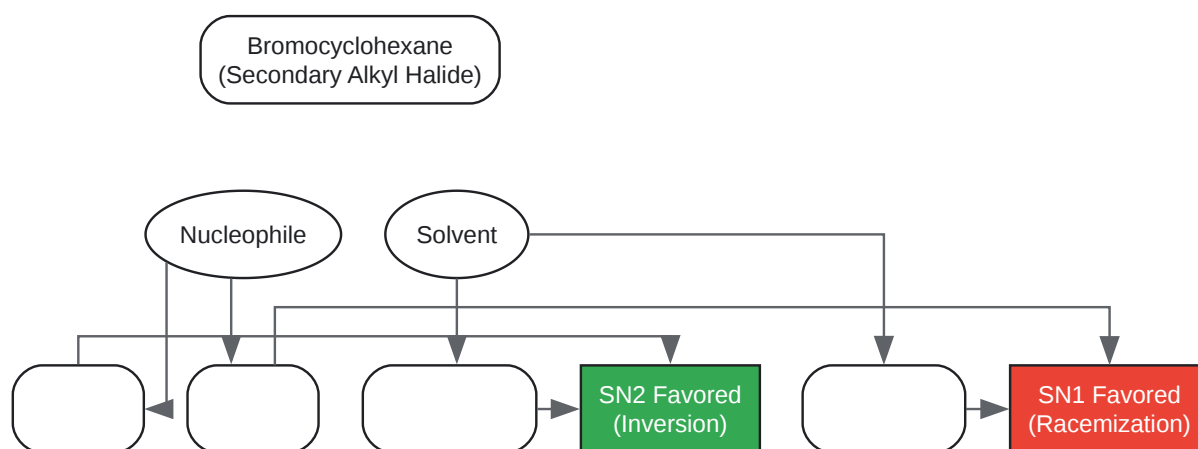 Bromocyclohexane
(Secondary Alkyl Halide)
Nucleophile
Solvent
SN2 Favored
(Inversion)
SN1 Favored
(Racemization)